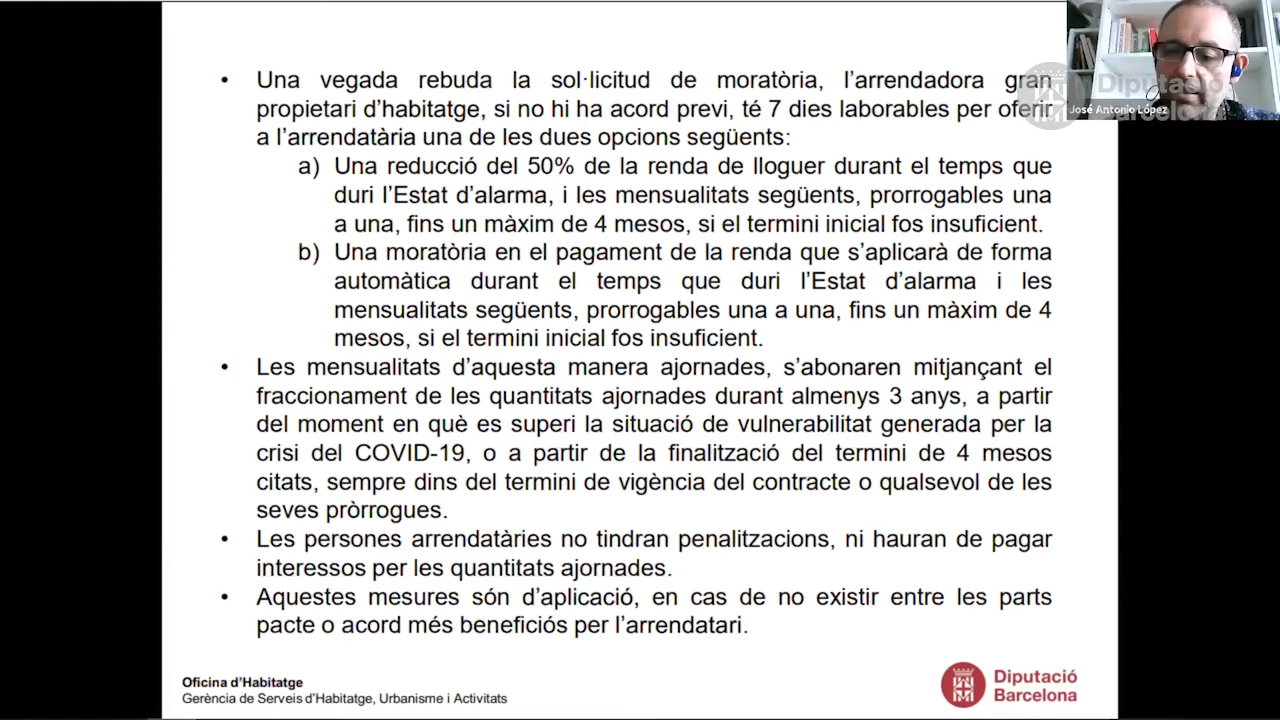 • Una vegada rebuda la sol·licitud de moratòria, l’arrendadora gran
propietari d’habitatge, si no hi ha acord previ, té 7 dies laborables per oferir
a l’arrendatària una de les dues opcions següents:
a) Una reducció del 50% de la renda de lloguer durant el temps que
duri l’Estat d’alarma, i les mensualitats següents, prorrogables una
a una, fins un màxim de 4 mesos, si el termini inicial fos insuficient.
b) Una moratòria en el pagament de la renda que s’aplicarà de forma
automàtica durant el temps que duri l’Estat d’alarma i les
mensualitats següents, prorrogables una a una, fins un màxim de 4
mesos, si el termini inicial fos insuficient.
• Les mensualitats d’aquesta manera ajornades, s’abonaren mitjançant el
fraccionament de les quantitats ajornades durant almenys 3 anys, a partir
del moment en què es superi la situació de vulnerabilitat generada per la
crisi del COVID-19, o a partir de la finalització del termini de 4 mesos
citats, sempre dins del termini de vigència del contracte o qualsevol de les
seves pròrrogues.
• Les persones arrendatàries no tindran penalitzacions, ni hauran de pagar
interessos per les quantitats ajornades.
• Aquestes mesures són d’aplicació, en cas de no existir entre les parts
pacte o acord més beneficiós per l’arrendatari.
Oficina d’Habitatge
Gerència de Serveis d’Habitatge, Urbanisme i Activitats
Diputació
Barcelona
Diputació
Barcelona
José Antonio López